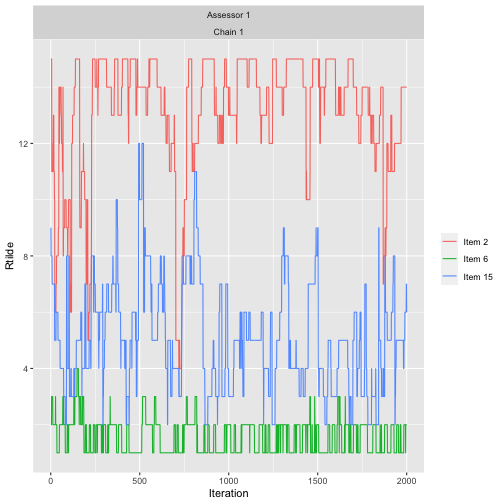 Assessor 1
Chain 1
12
8
4
Rtilde
0
500
1000
1500
2000
Iteration
Item 2
Item 6
Item 15